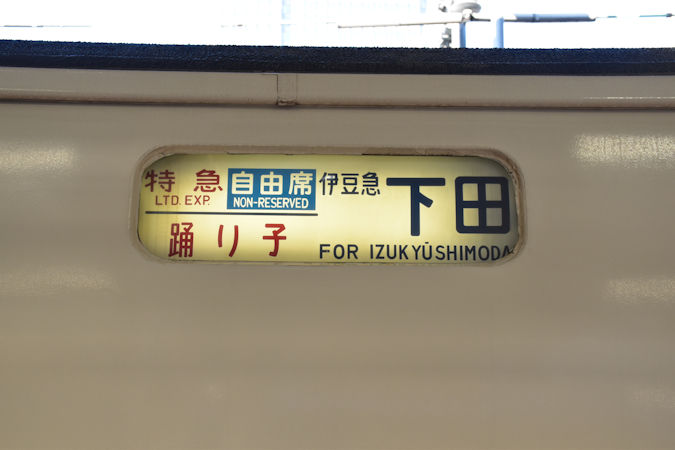 特急 自由席 伊豆急 下田
LTD. EXP. NON-RESERVED
踊り子 FOR IZUKYŪSHIMODA